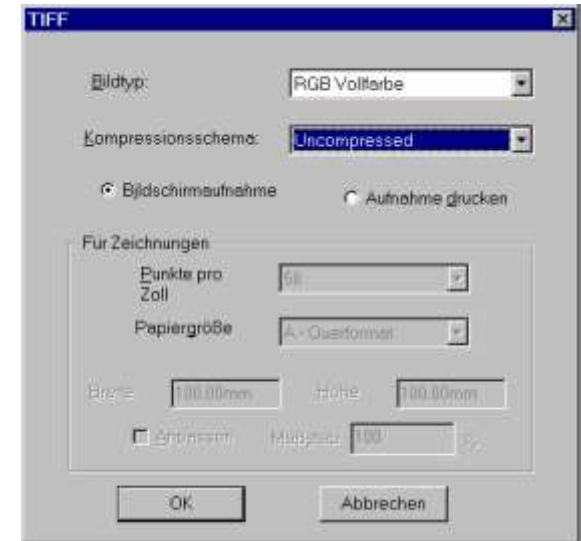 TIFF
Bildtyp: RGB Vollfarbe
Kompressionsschema: Uncompressed
Bildschirmaufnahme Aufnahme drucken
Für Zeichnungen
Punkte pro
Zoll
Papiergröße A - Querformat
Breite 100.00mm Höhe 100.00mm
Anpassen Maßstab 100 %
OK Abbrechen